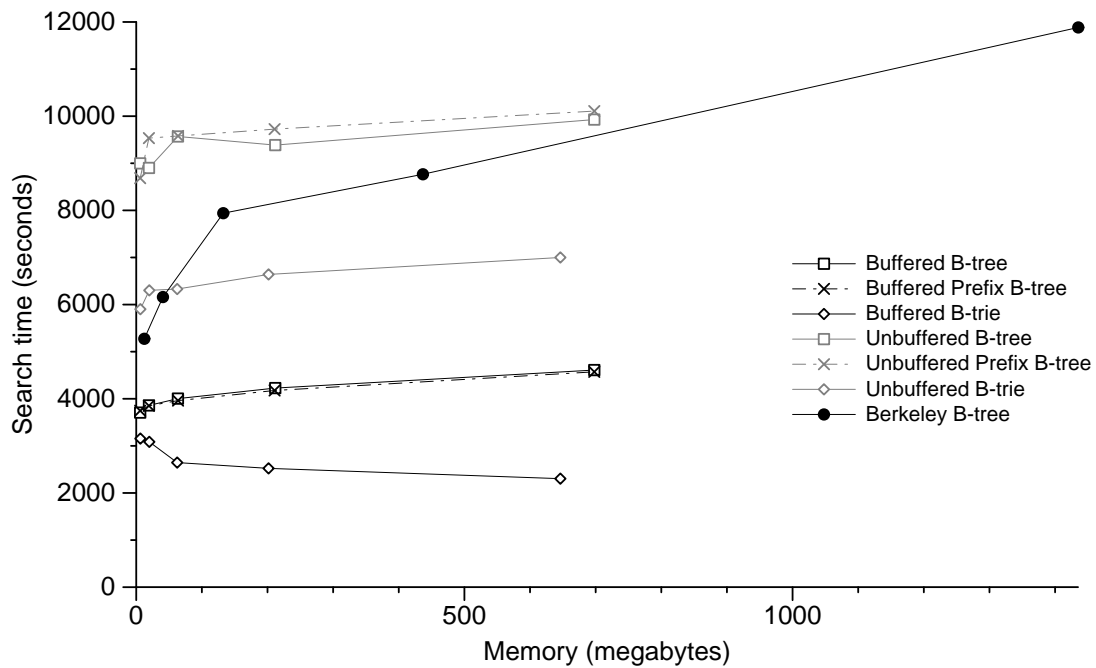 12000
10000
8000
6000
4000
2000
0
Search time (seconds)
Buffered B-tree
Buffered Prefix B-tree
Buffered B-trie
Unbuffered B-tree
Unbuffered Prefix B-tree
Unbuffered B-trie
Berkeley B-tree
0 500 1000
Memory (megabytes)